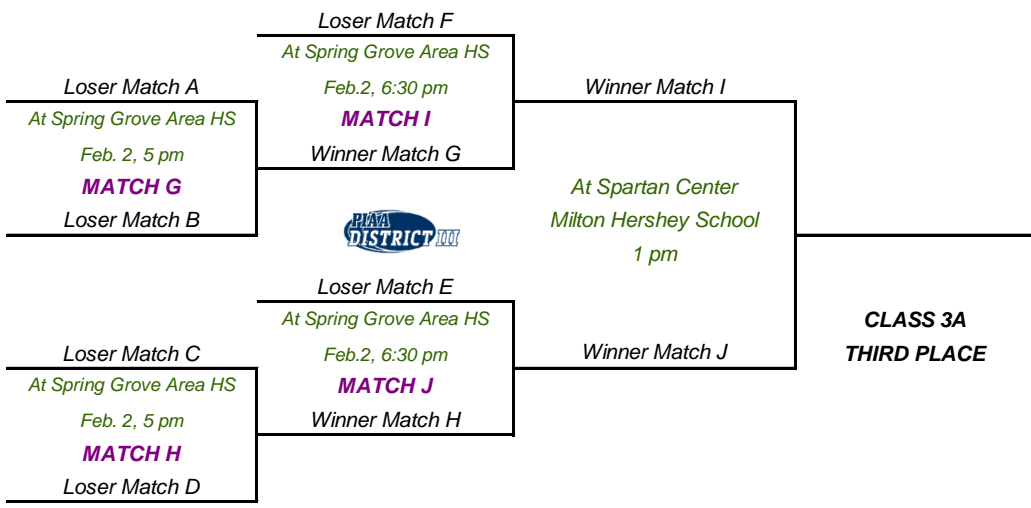 Loser Match F
At Spring Grove Area HS
Feb.2, 6:30 pm
MATCH I
Winner Match G
Loser Match A
At Spring Grove Area HS
Feb. 2, 5 pm
MATCH G
Loser Match B
Winner Match I
At Spartan Center
Milton Hershey School
1 pm
PIAA
DISTRICT III
Loser Match E
At Spring Grove Area HS
Feb.2, 6:30 pm
MATCH J
Winner Match H
Loser Match C
At Spring Grove Area HS
Feb. 2, 5 pm
MATCH H
Loser Match D
Winner Match J
CLASS 3A
THIRD PLACE